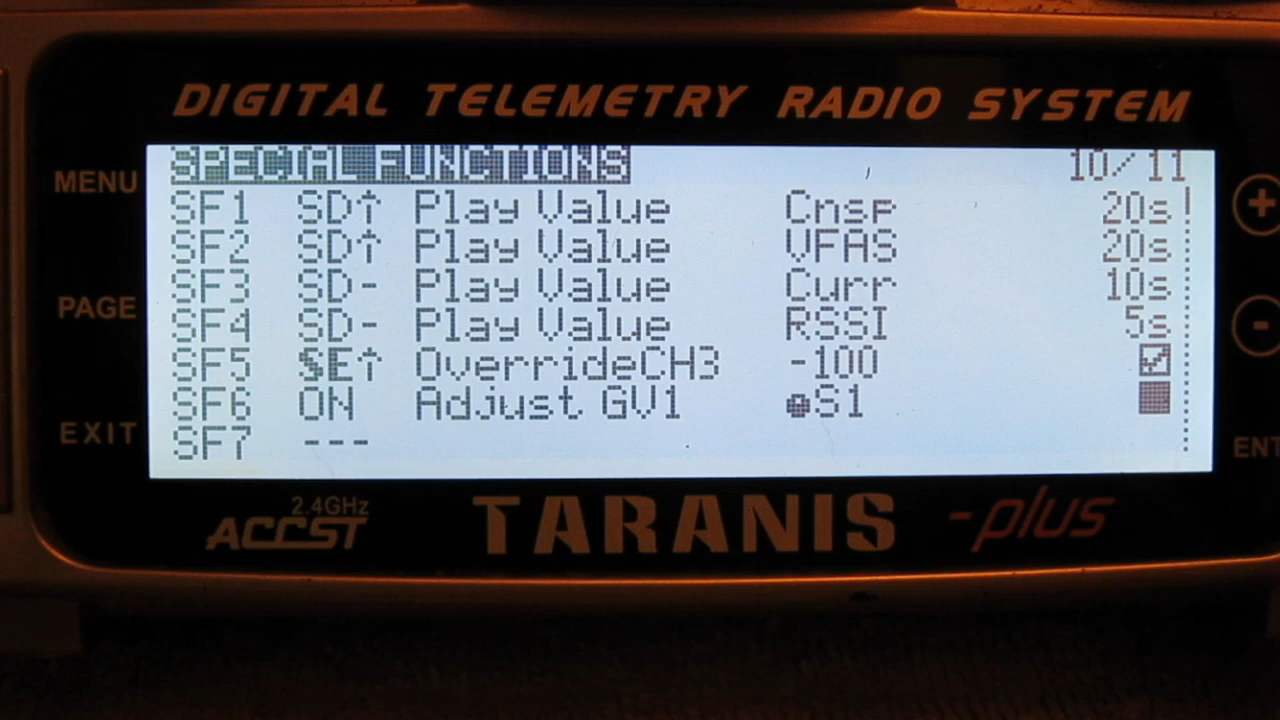 DIGITAL TELEMETRY RADIO SYSTEM
SPECIAL FUNCTIONS 10/11
SF1 SD↑ Play Value Cnsp 20s
SF2 SD↑ Play Value VFAS 20s
SF3 SD- Play Value Curr 10s
SF4 SD- Play Value RSSI 5s
SF5 SE↑ OverrideCH3 -100 ☑
SF6 ON Adjust GV1 S1
SF7 ---
MENU
PAGE
EXIT
+
-
ENT
2.4GHz
ACCST TARANIS -plus